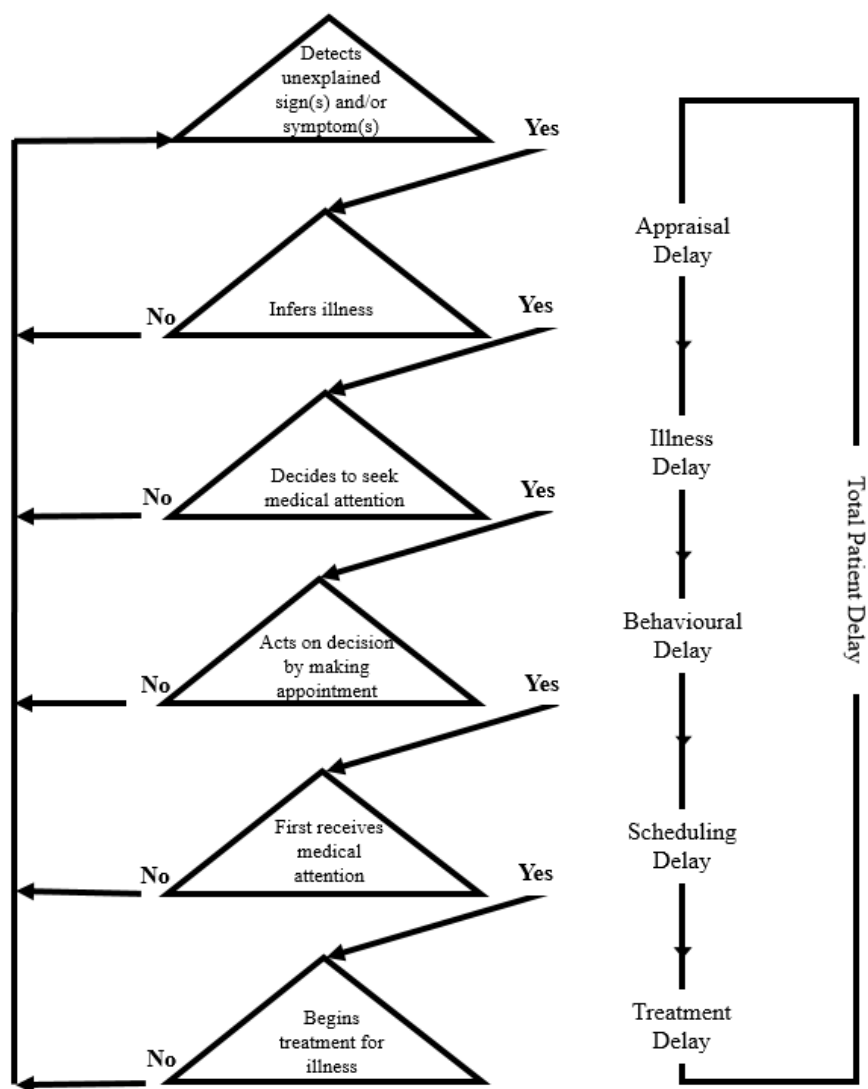 Detects
unexplained
sign(s) and/or
symptom(s)
Yes
Appraisal
Delay
Infers illness
No
Yes
Illness
Delay
Decides to seek
medical attention
No
Yes
Total Patient Delay
Behavioural
Delay
Acts on decision
by making
appointment
No
Yes
Scheduling
Delay
First receives
medical
attention
No
Yes
Treatment
Delay
Begins
treatment for
illness
No